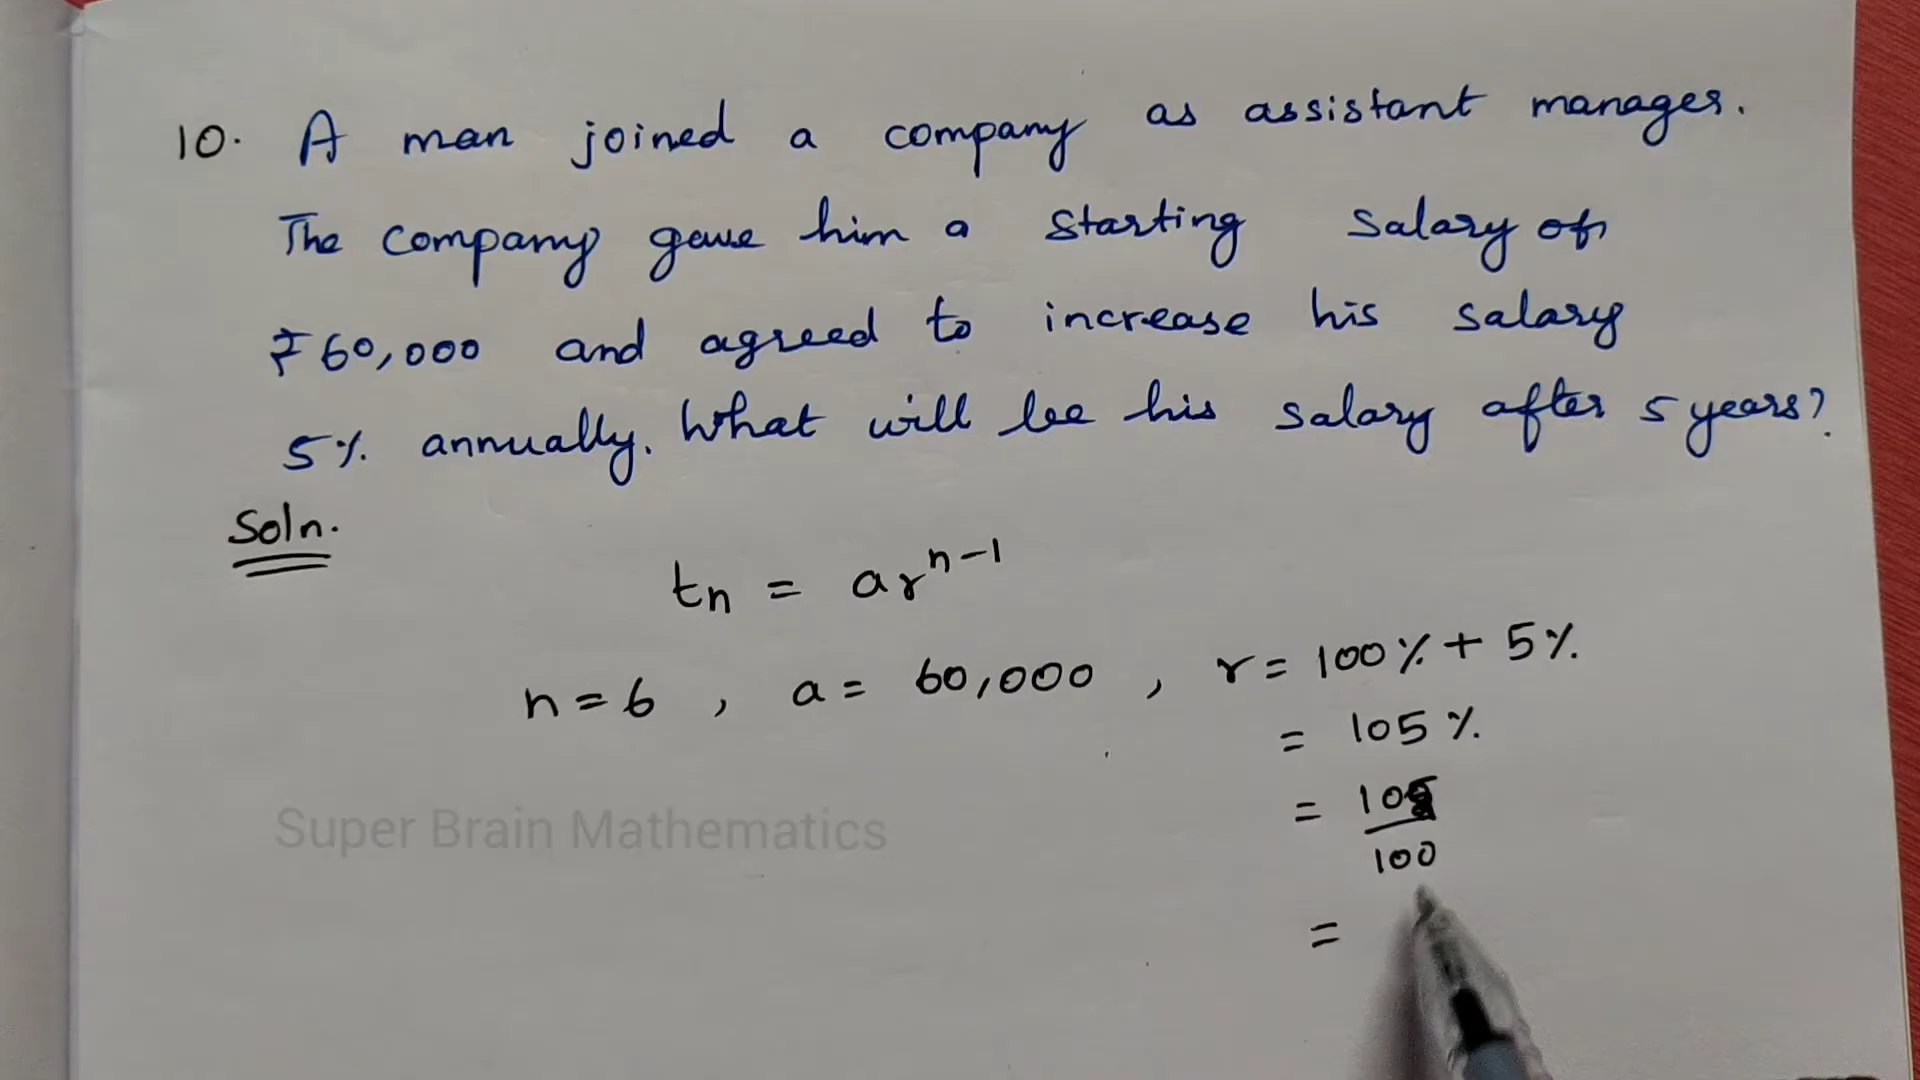 10. A man joined a company as assistant manager.
The company gave him a starting salary of
₹60,000 and agreed to increase his salary
5% annually. What will be his salary after 5 years?
Soln.
tn = ar^n-1
n = 6 , a = 60,000 , r = 100% + 5%
= 105%
= 105/100
=
Super Brain Mathematics